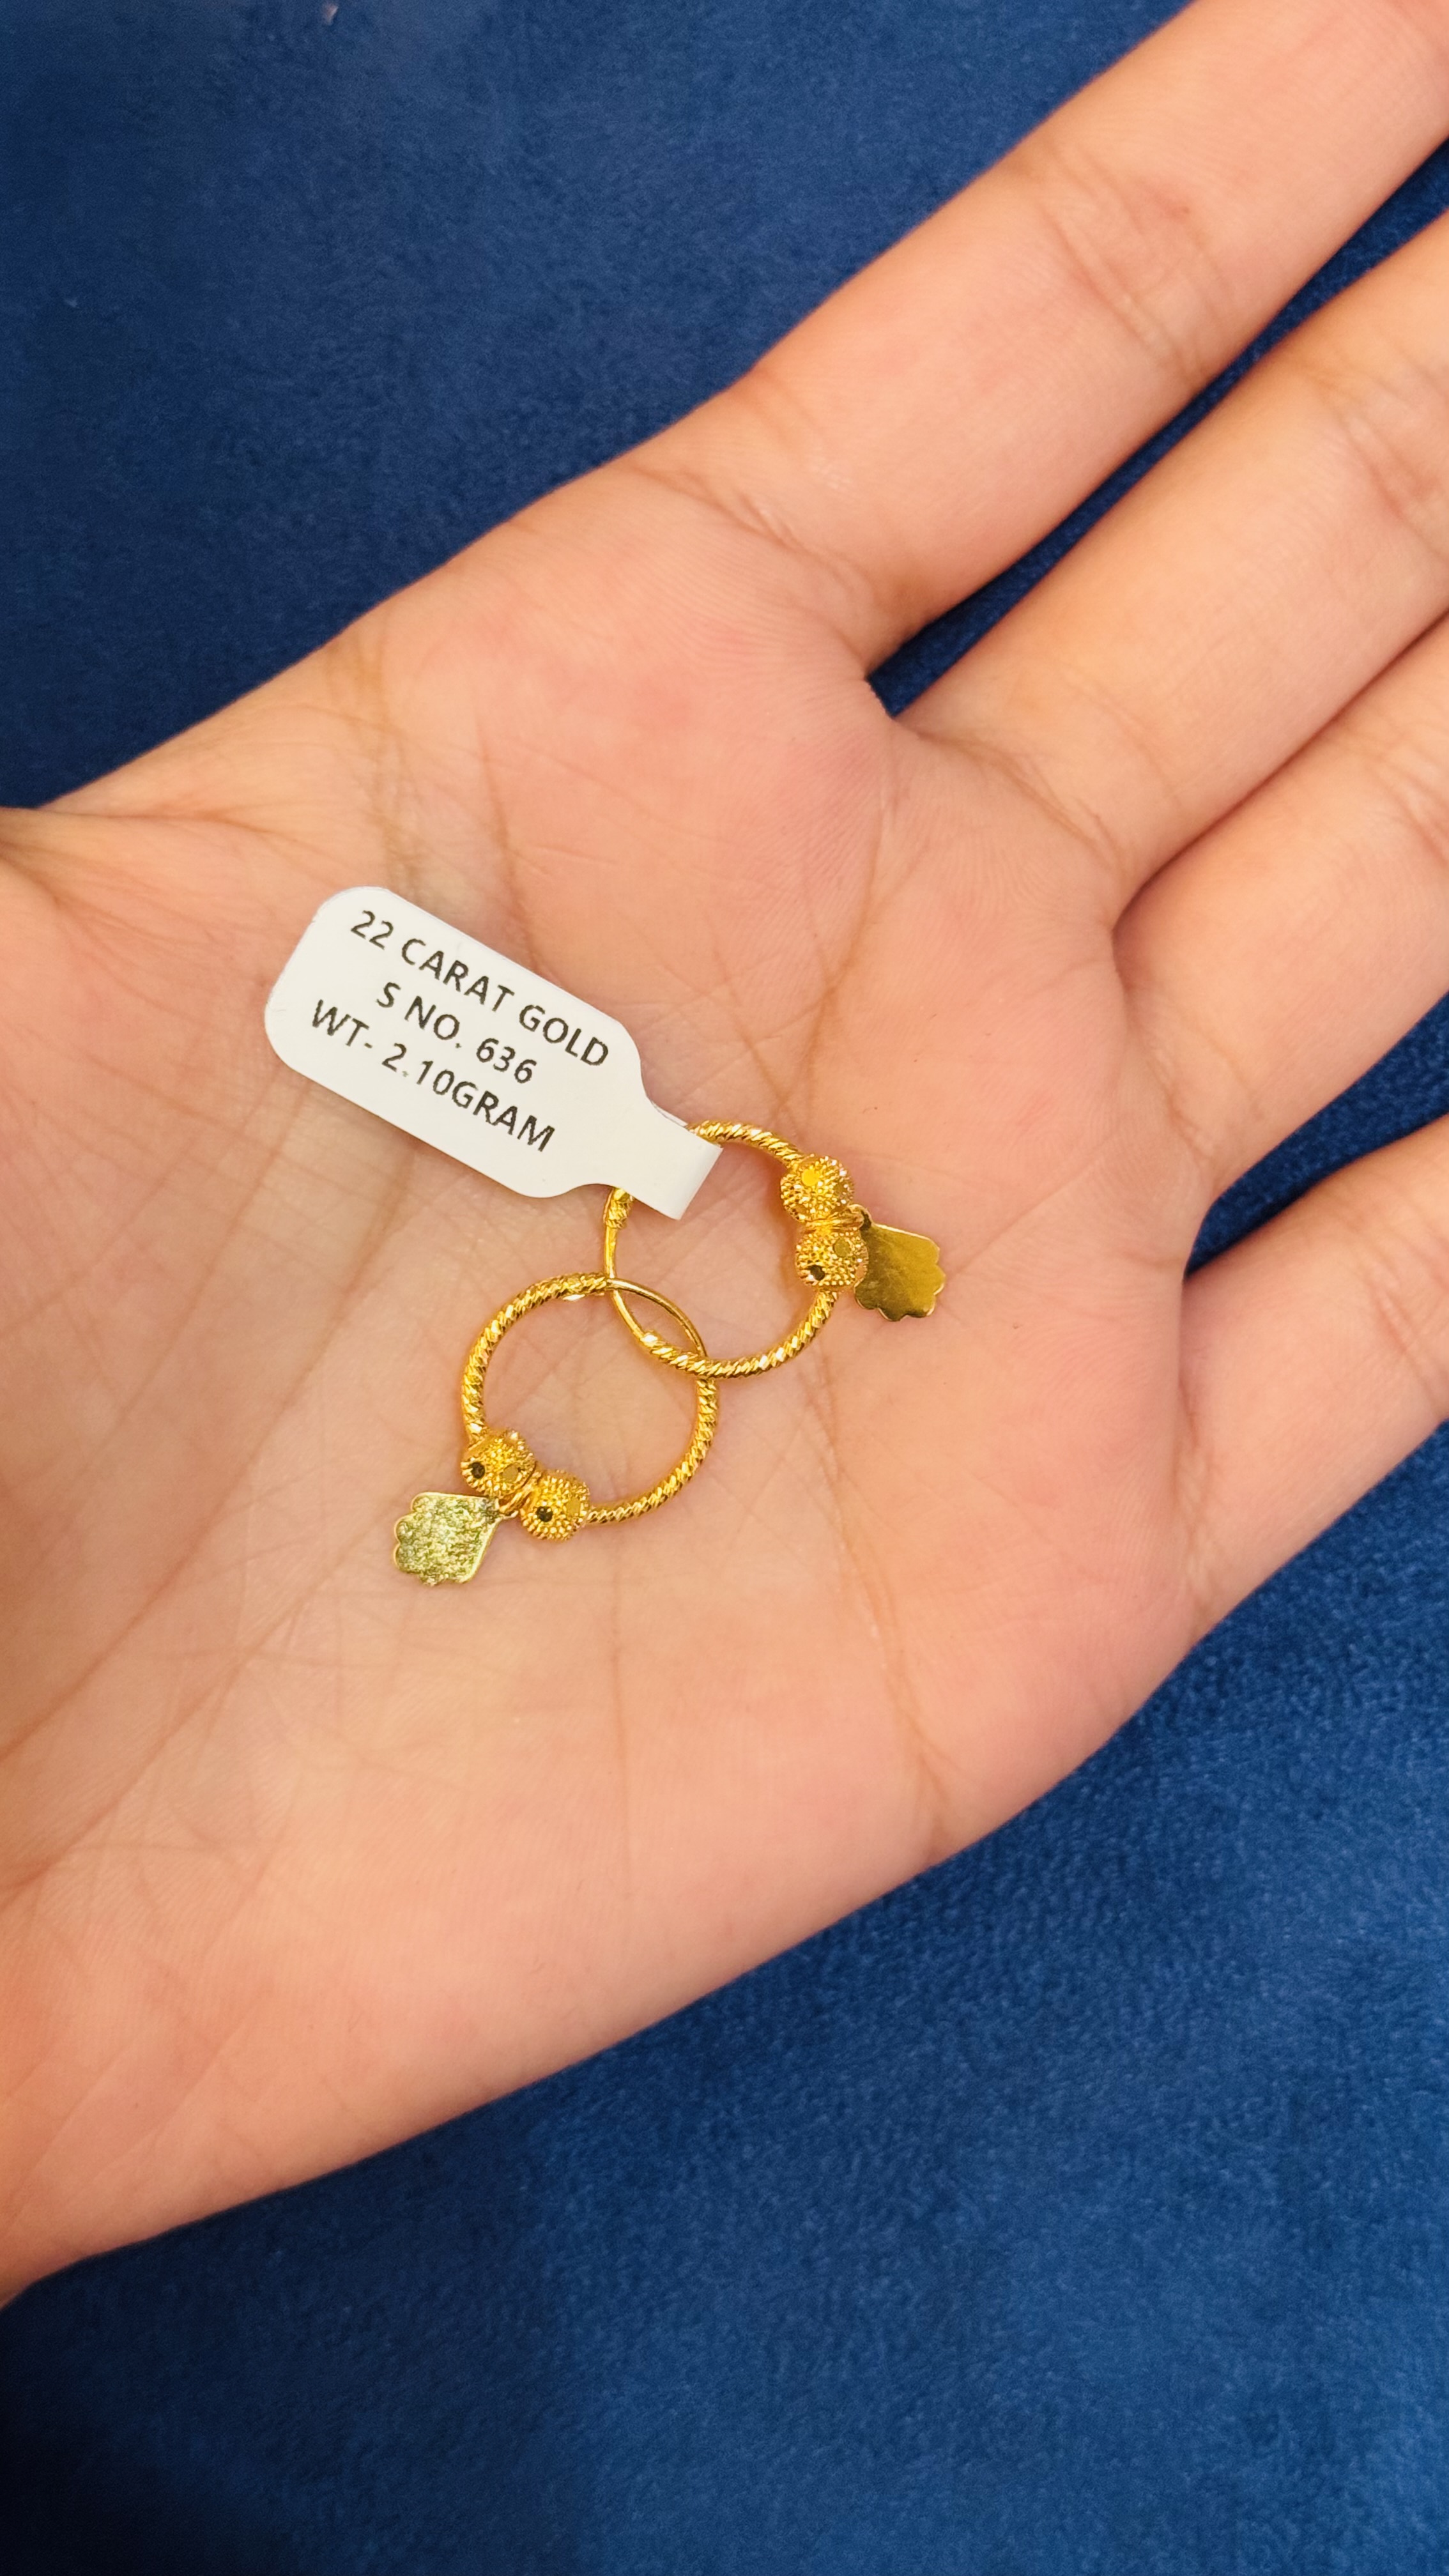 22 CARAT GOLD
S NO. 636
WT- 2.10GRAM